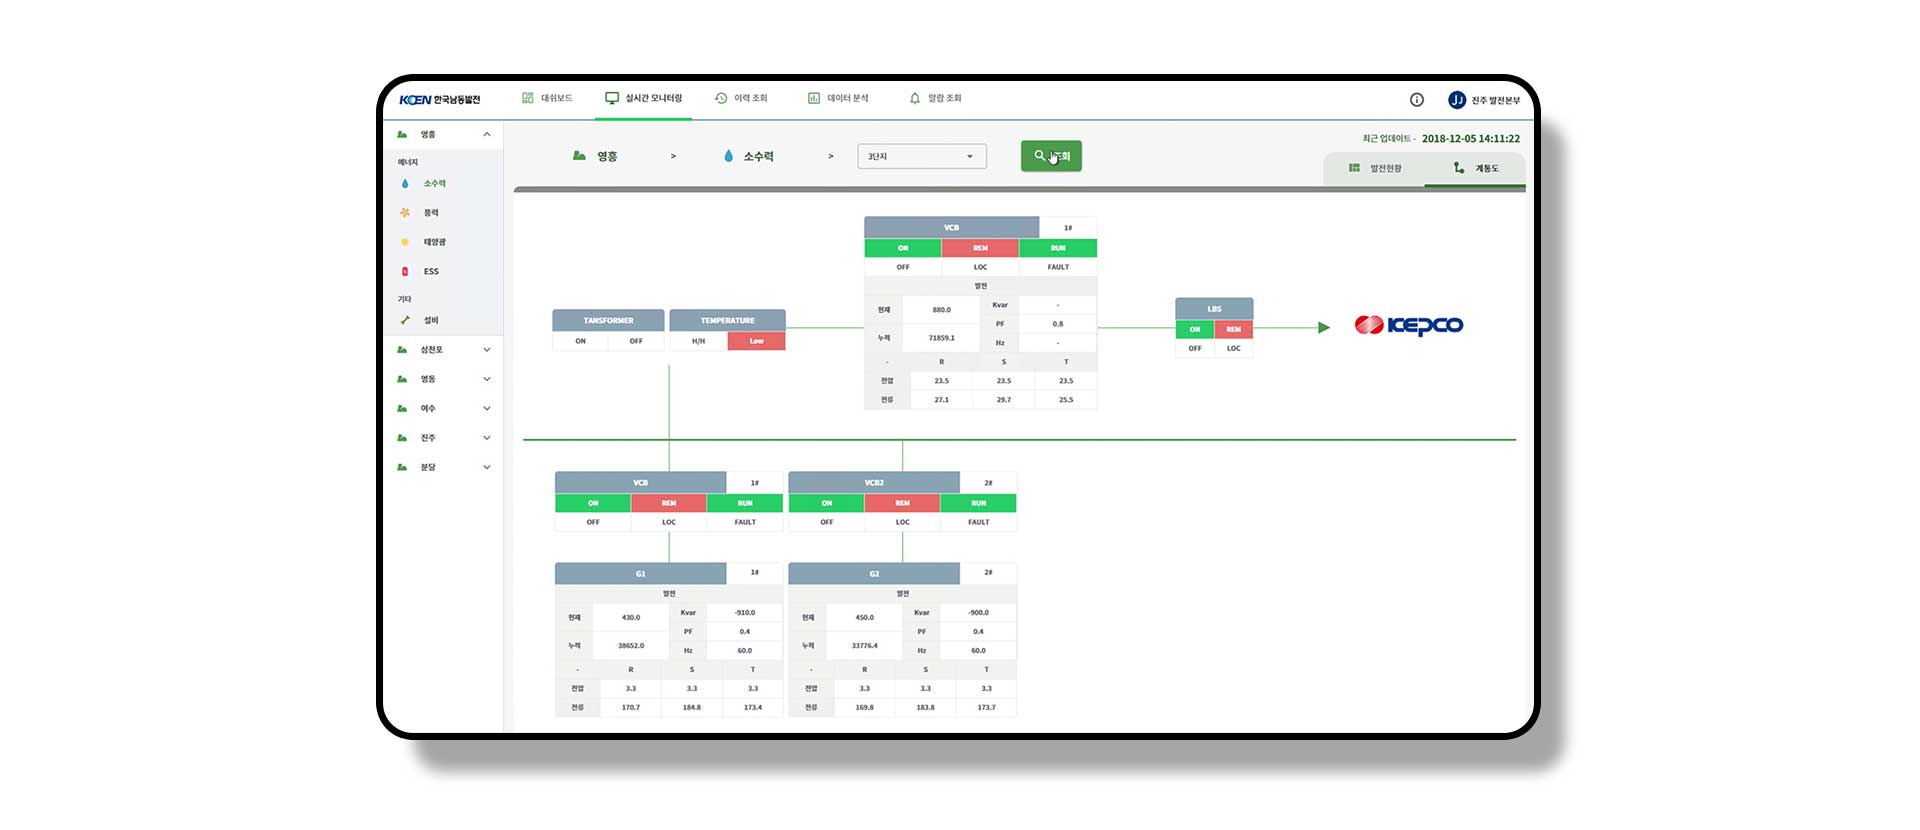 KOEN 한국남동발전
대쉬보드
실시간 모니터링
이력 조회
데이터 분석
알람 조회
진주 발전본부
영흥
에너지
소수력
풍력
태양광
ESS
기타
설비
삼천포
영동
여수
진주
분당
영흥 > 소수력 > 3단지
조회
최근 업데이트 - 2018-12-05 14:11:22
발전현황
계통도
VCB 1#
ON REM RUN
OFF LOC FAULT
발전
현재 880.0 Kvar -
PF 0.8
누적 71859.1 Hz -
- R S T
전압 23.5 23.5 23.5
전류 27.1 29.7 25.5
TANSFORMER
ON OFF
TEMPERATURE
H/H Low
LBS
ON REM
OFF LOC
KEPCO
VCB 1#
ON REM RUN
OFF LOC FAULT
VCB2 2#
ON REM RUN
OFF LOC FAULT
G1 1#
발전
현재 430.0 Kvar -910.0
PF 0.4
누적 38652.0 Hz 60.0
- R S T
전압 3.3 3.3 3.3
전류 170.7 184.8 173.4
G2 2#
발전
현재 450.0 Kvar -900.0
PF 0.4
누적 33776.4 Hz 60.0
- R S T
전압 3.3 3.3 3.3
전류 169.8 183.8 173.7